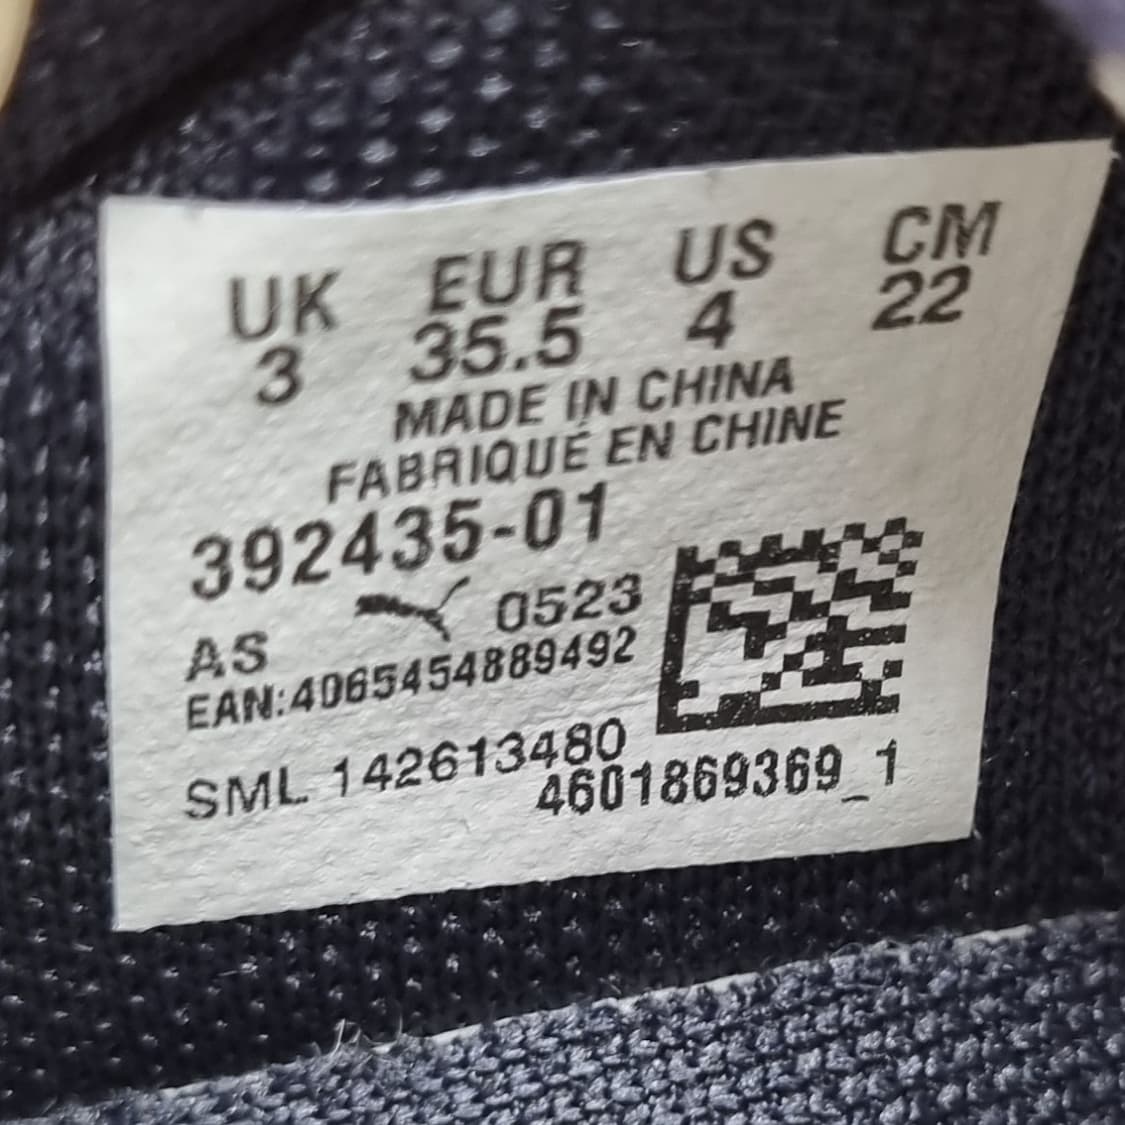 UK EUR US CM
3 35.5 4 22
MADE IN CHINA
FABRIQUÉ EN CHINE
392435-01
0523
AS
EAN:4065454889492
SML 142613480
4601869369_1